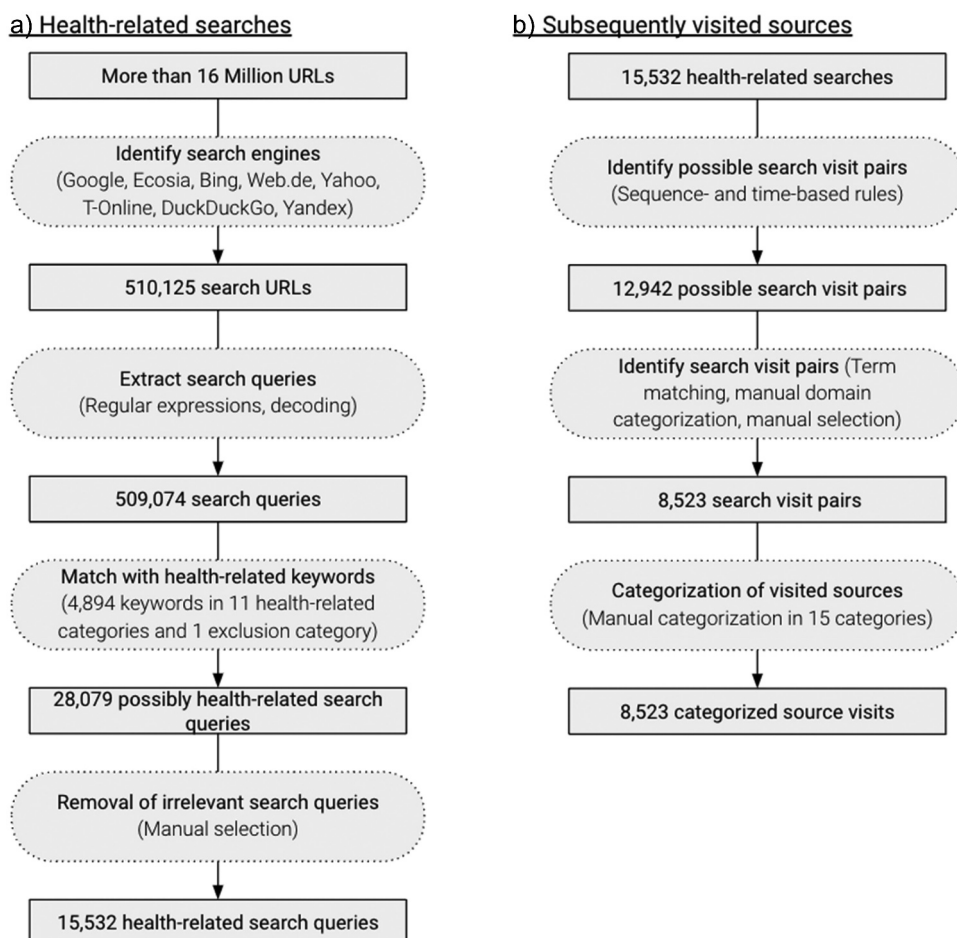 a) Health-related searches
More than 16 Million URLs
Identify search engines
(Google, Ecosia, Bing, Web.de, Yahoo,
T-Online, DuckDuckGo, Yandex)
510,125 search URLs
Extract search queries
(Regular expressions, decoding)
509,074 search queries
Match with health-related keywords
(4,894 keywords in 11 health-related
categories and 1 exclusion category)
28,079 possibly health-related search
queries
Removal of irrelevant search queries
(Manual selection)
15,532 health-related search queries
b) Subsequently visited sources
15,532 health-related searches
Identify possible search visit pairs
(Sequence- and time-based rules)
12,942 possible search visit pairs
Identify search visit pairs (Term
matching, manual domain
categorization, manual selection)
8,523 search visit pairs
Categorization of visited sources
(Manual categorization in 15 categories)
8,523 categorized source visits